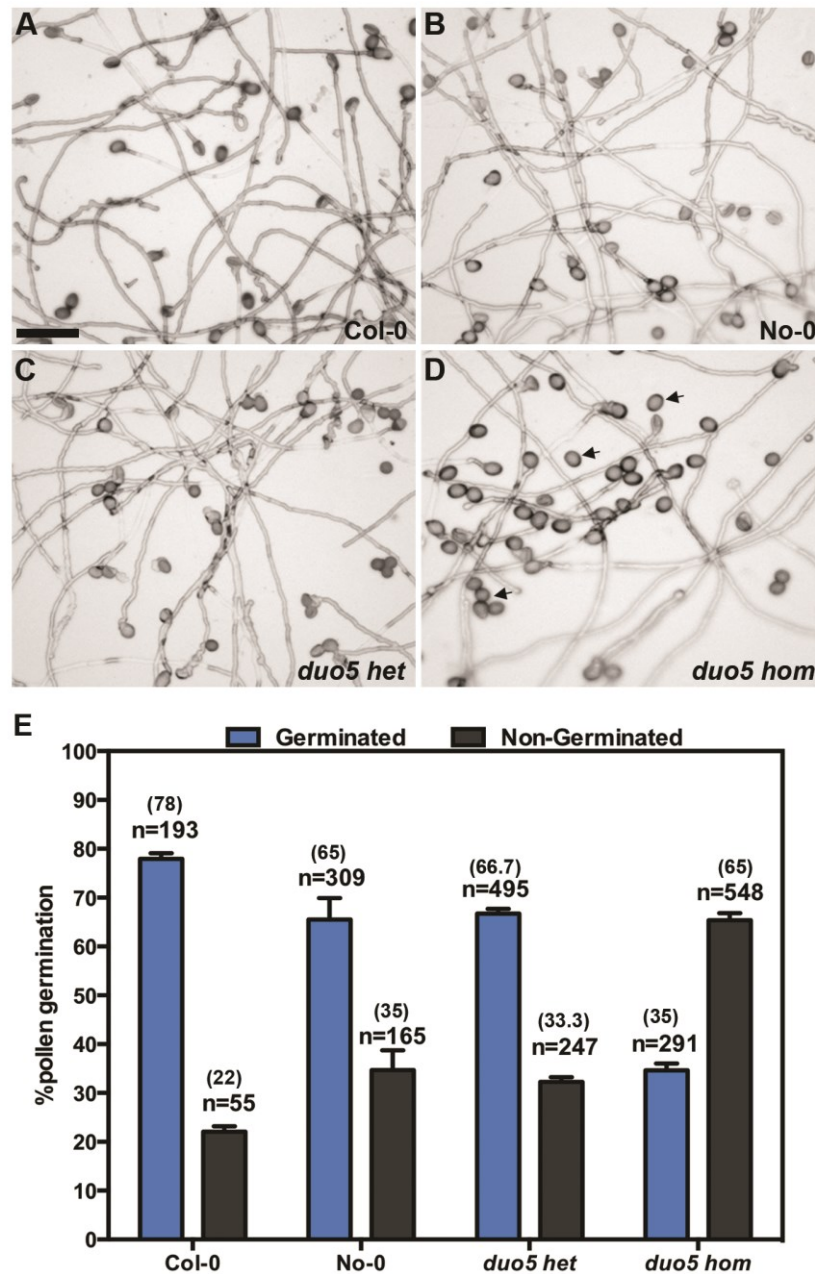 A
B
Col-0
No-0
C
D
duo5 het
duo5 hom
E
Germinated
Non-Germinated
%pollen germination
100
90
80
70
60
50
40
30
20
10
0
(78)
n=193
(22)
n=55
(65)
n=309
(35)
n=165
(66.7)
n=495
(33.3)
n=247
(35)
n=291
(65)
n=548
Col-0
No-0
duo5 het
duo5 hom